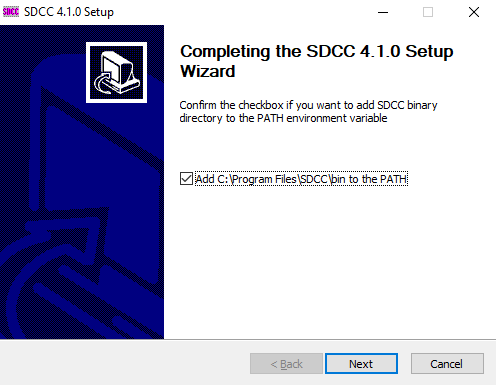 SDCC SDCC 4.1.0 Setup
Completing the SDCC 4.1.0 Setup
Wizard
Confirm the checkbox if you want to add SDCC binary
directory to the PATH environment variable
Add C:\Program Files\SDCC\bin to the PATH
< Back
Next
Cancel